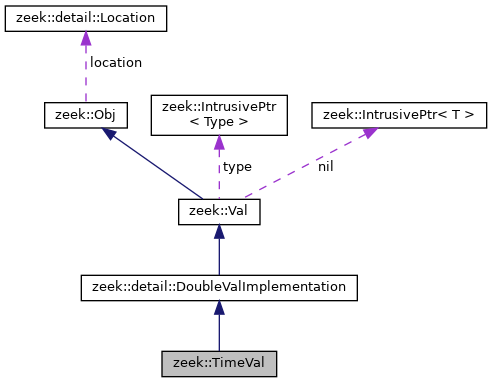 zeek::detail::Location
location
zeek::Obj
zeek::IntrusivePtr
< Type >
zeek::IntrusivePtr< T >
type
nil
zeek::Val
zeek::detail::DoubleValImplementation
zeek::TimeVal